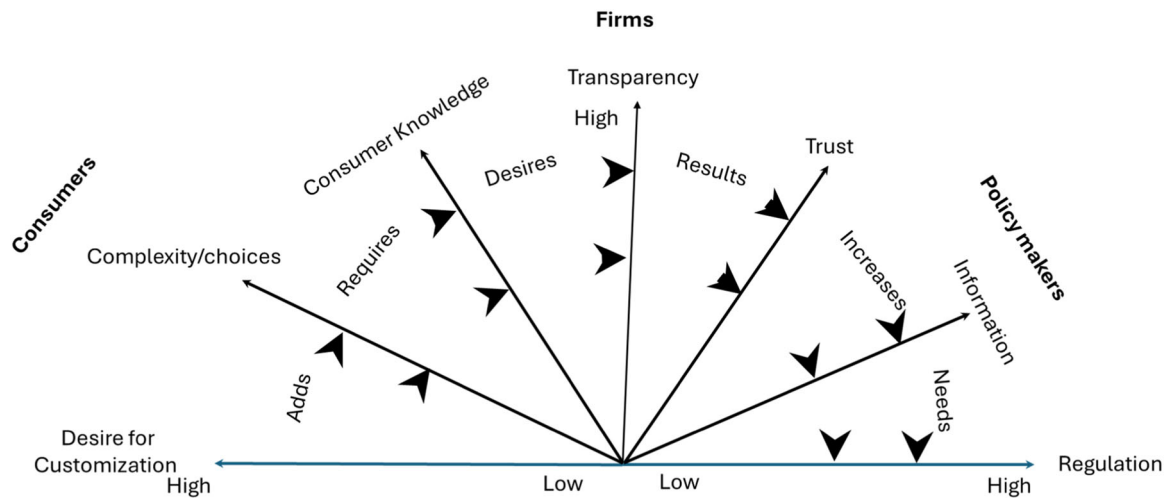 Firms
Transparency
High
Consumer Knowledge
Desires
Results
Trust
Consumers
Policy makers
Complexity/choices
Requires
Increases
Information
Adds
Needs
Desire for
Customization
High
Low
Low
High
Regulation